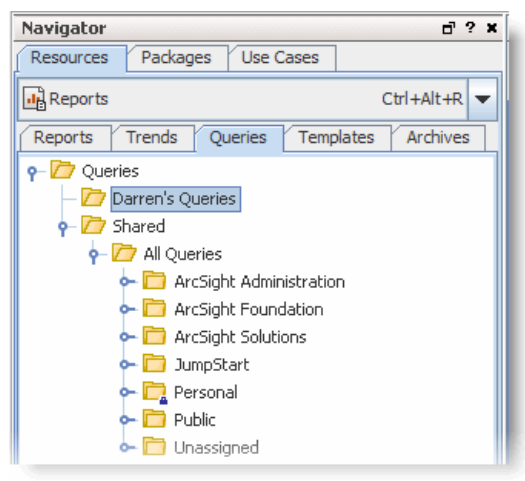 Navigator ?
Resources Packages Use Cases
Reports Ctrl+Alt+R
Reports Trends Queries Templates Archives
Queries
Darren's Queries
Shared
All Queries
ArcSight Administration
ArcSight Foundation
ArcSight Solutions
JumpStart
Personal
Public
Unassigned